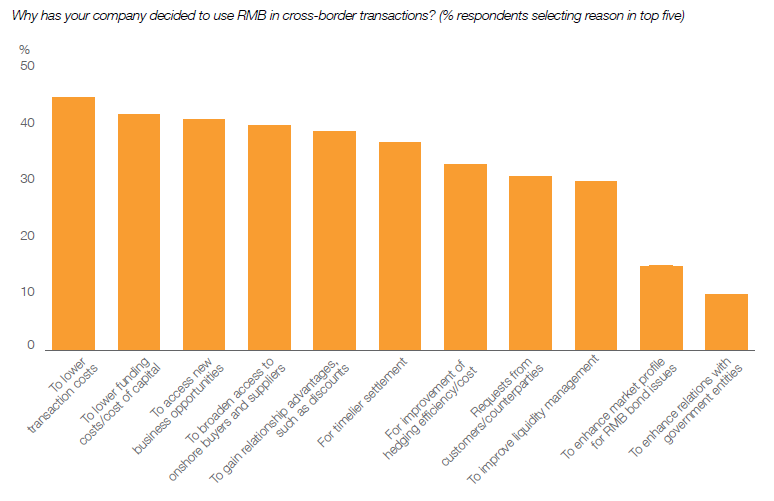 Why has your company decided to use RMB in cross-border transactions? (% respondents selecting reason in top five)
%
50
40
30
20
10
0
To lower
transaction costs
To lower funding
costs/cost of capital
To access new
business opportunities
To broaden access to
onshore buyers and suppliers
To gain relationship advantages,
such as discounts
For timelier settlement
For improvement of
hedging efficiency/cost
Requests from
customers/counterparties
To improve liquidity management
To enhance market profile
for RMB bond issues
To enhance relations with
government entities